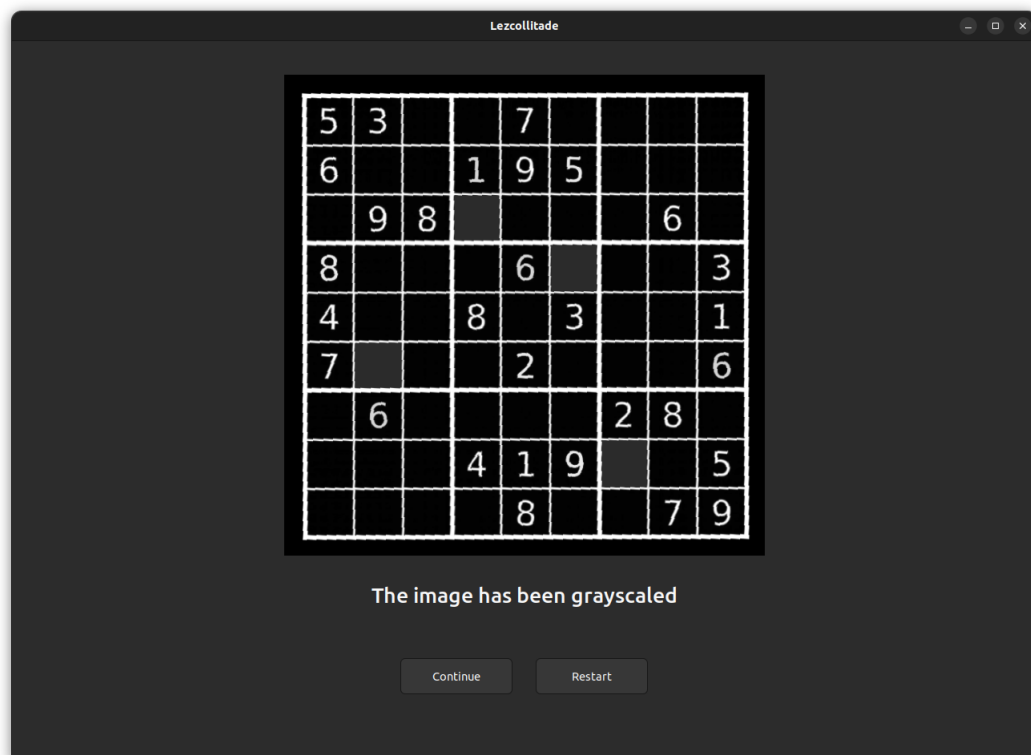 Lezcollitade
5 3 7
6 1 9 5
9 8 6
8 6 3
4 8 3 1
7 2 6
6 2 8
4 1 9 5
8 7 9
The image has been grayscaled
Continue Restart